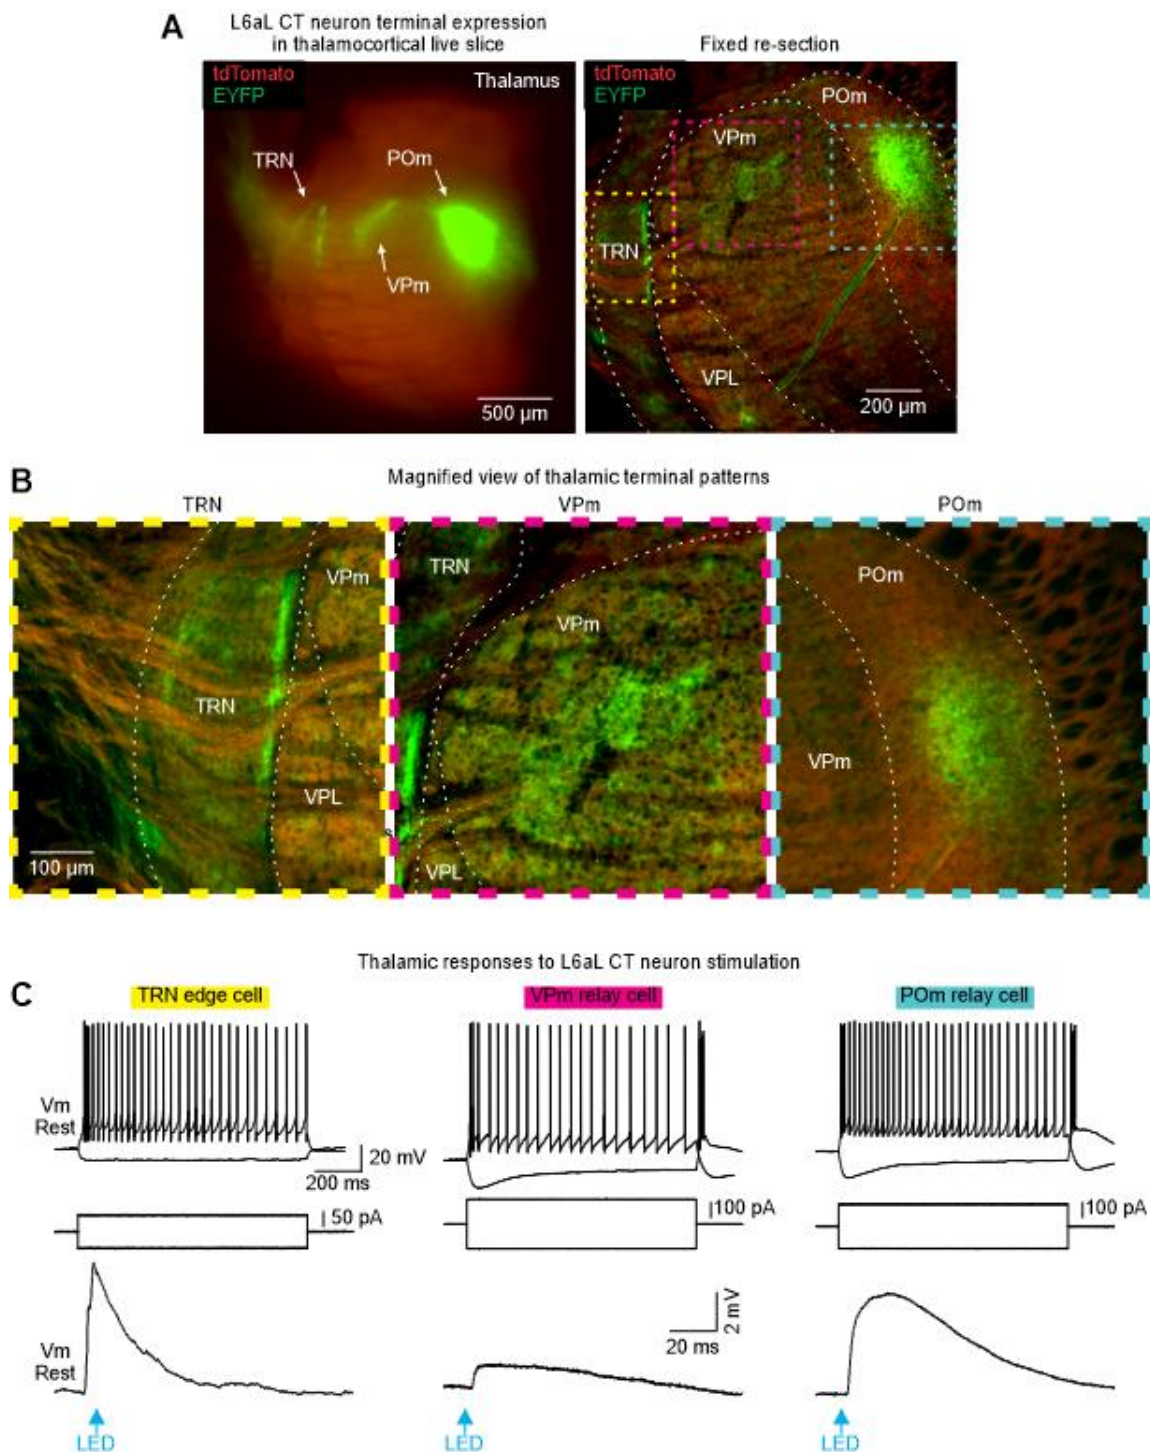 A
L6aL CT neuron terminal expression
in thalamocortical live slice
Fixed re-section
tdTomato
EYFP
Thalamus
TRN
POm
VPm
500 µm
tdTomato
EYFP
POm
VPm
TRN
VPL
200 µm
B
Magnified view of thalamic terminal patterns
TRN
VPm
POm
VPm
TRN
VPL
100 µm
TRN
VPm
VPL
POm
VPm
C
Thalamic responses to L6aL CT neuron stimulation
TRN edge cell
VPm relay cell
POm relay cell
Vm
Rest
20 mV
200 ms
50 pA
100 pA
100 pA
Vm
Rest
2 mV
20 ms
LED
LED
LED